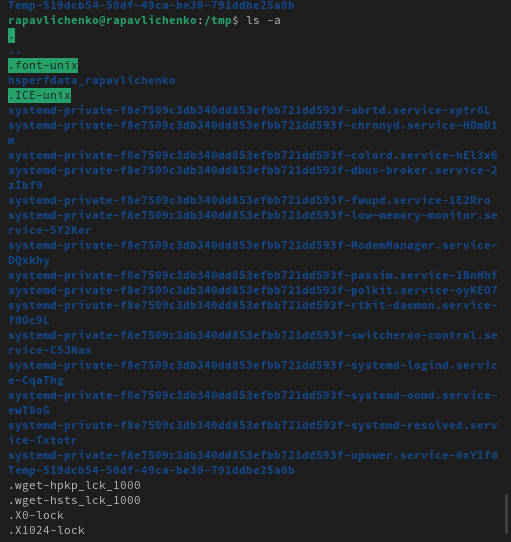 Temp-519dcb54-50df-49ca-be30-791ddbe25a0b
rapavlichenko@rapavlichenko:/tmp$ ls -a
.
..
.font-unix
hsperfdata_rapavlichenko
.ICE-unix
systemd-private-f8e7509c3db340dd853efbb721dd593f-abrtd.service-xptr6L
systemd-private-f8e7509c3db340dd853efbb721dd593f-chronyd.service-HDmD1
m
systemd-private-f8e7509c3db340dd853efbb721dd593f-colord.service-hEl3x6
systemd-private-f8e7509c3db340dd853efbb721dd593f-dbus-broker.service-2
zIbf9
systemd-private-f8e7509c3db340dd853efbb721dd593f-fwupd.service-1E2Rro
systemd-private-f8e7509c3db340dd853efbb721dd593f-low-memory-monitor.se
rvice-5Y2Ker
systemd-private-f8e7509c3db340dd853efbb721dd593f-ModemManager.service-
DQxkhy
systemd-private-f8e7509c3db340dd853efbb721dd593f-passim.service-1BnHhf
systemd-private-f8e7509c3db340dd853efbb721dd593f-polkit.service-oyKEO7
systemd-private-f8e7509c3db340dd853efbb721dd593f-rtkit-daemon.service-
f0Oc9L
systemd-private-f8e7509c3db340dd853efbb721dd593f-switcheroo-control.se
rvice-C5JNas
systemd-private-f8e7509c3db340dd853efbb721dd593f-systemd-logind.servic
e-CqaThg
systemd-private-f8e7509c3db340dd853efbb721dd593f-systemd-oomd.service-
ewT8oG
systemd-private-f8e7509c3db340dd853efbb721dd593f-systemd-resolved.serv
ice-Txtotr
systemd-private-f8e7509c3db340dd853efbb721dd593f-upower.service-0xYIfd
Temp-519dcb54-50df-49ca-be30-791ddbe25a0b
.wget-hpkp_lck_1000
.wget-hsts_lck_1000
.X0-lock
.X1024-lock